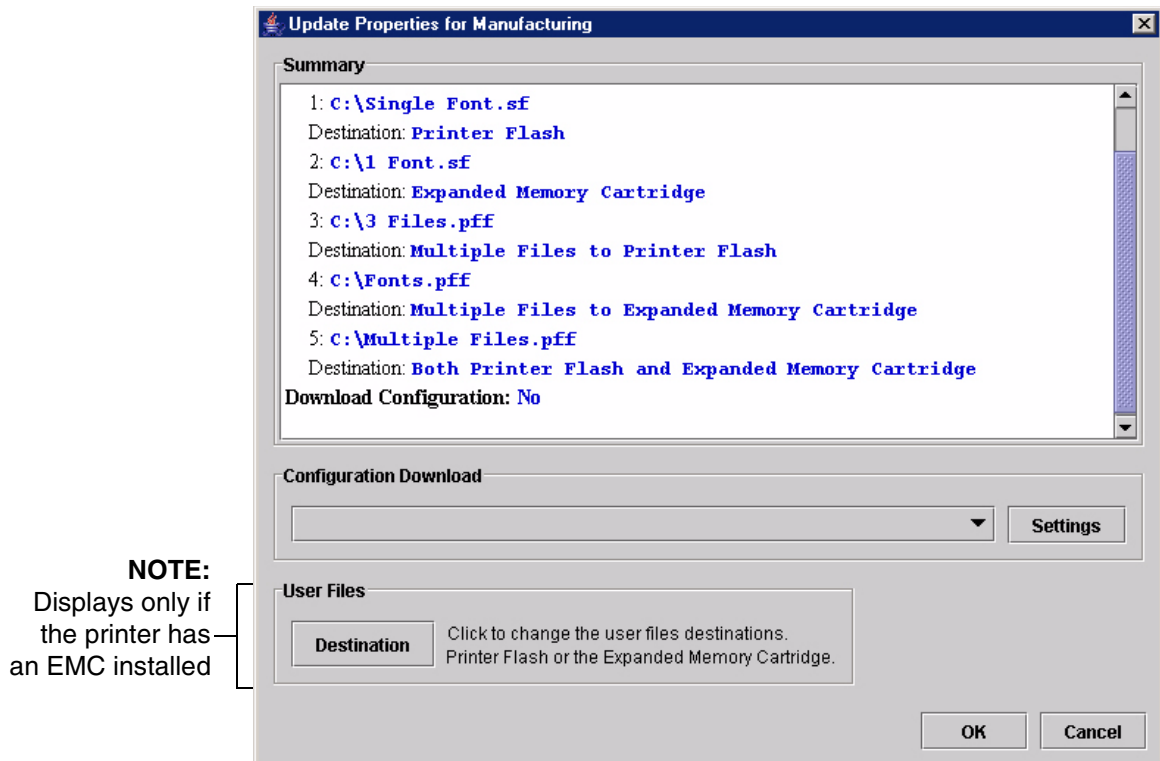 Update Properties for Manufacturing
Summary
1: C:\Single Font.sf
Destination: Printer Flash
2: C:\1 Font.sf
Destination: Expanded Memory Cartridge
3: C:\3 Files.pff
Destination: Multiple Files to Printer Flash
4: C:\Fonts.pff
Destination: Multiple Files to Expanded Memory Cartridge
5: C:\Multiple Files.pff
Destination: Both Printer Flash and Expanded Memory Cartridge
Download Configuration: No
Configuration Download
Settings
NOTE:
Displays only if
the printer has
an EMC installed
User Files
Destination
Click to change the user files destinations.
Printer Flash or the Expanded Memory Cartridge.
OK
Cancel